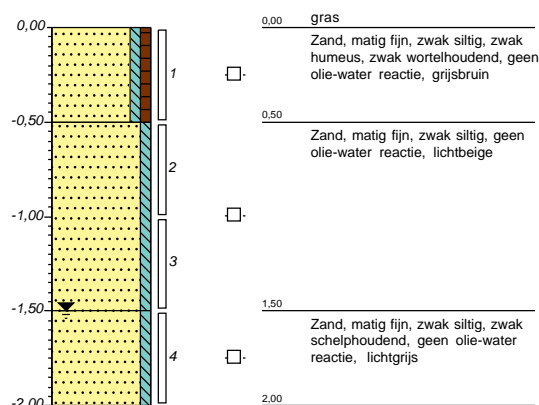 0,00
-0,50
-1,00
-1,50
-2,00
1
2
3
4
0,00
gras
Zand, matig fijn, zwak siltig, zwak
humeus, zwak wortelhoudend, geen
olie-water reactie, grijsbruin
0,50
Zand, matig fijn, zwak siltig, geen
olie-water reactie, lichtbeige
1,50
Zand, matig fijn, zwak siltig, zwak
schelphoudend, geen olie-water
reactie, lichtgrijs
2,00